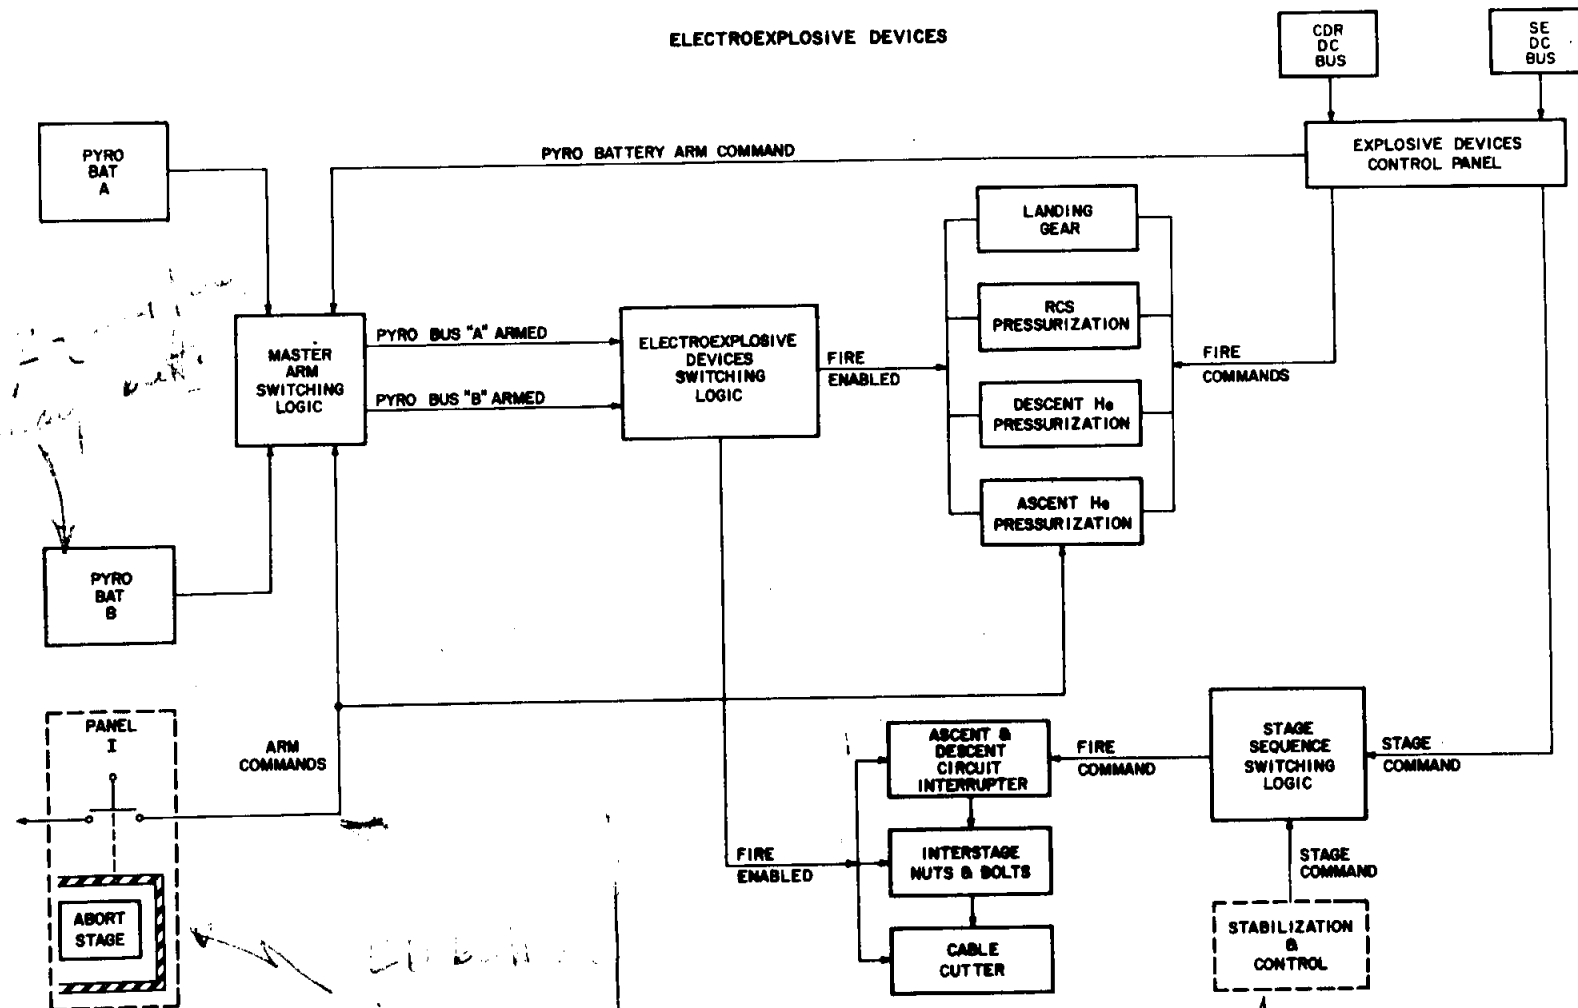 ELECTROEXPLOSIVE DEVICES
CDR
DC
BUS
SE
DC
BUS
PYRO
BAT
A
PYRO BATTERY ARM COMMAND
EXPLOSIVE DEVICES
CONTROL PANEL
LANDING
GEAR
RCS
PRESSURIZATION
DESCENT He
PRESSURIZATION
ASCENT He
PRESSURIZATION
FIRE
COMMANDS
MASTER
ARM
SWITCHING
LOGIC
PYRO BUS "A" ARMED
PYRO BUS "B" ARMED
ELECTROEXPLOSIVE
DEVICES
SWITCHING
LOGIC
FIRE
ENABLED
PYRO
BAT
B
PANEL
I
ARM
COMMANDS
ABORT
STAGE
ASCENT &
DESCENT
CIRCUIT
INTERRUPTER
FIRE
COMMAND
STAGE
SEQUENCE
SWITCHING
LOGIC
STAGE
COMMAND
FIRE
ENABLED
INTERSTAGE
NUTS & BOLTS
CABLE
CUTTER
STAGE
COMMAND
STABILIZATION
&
CONTROL